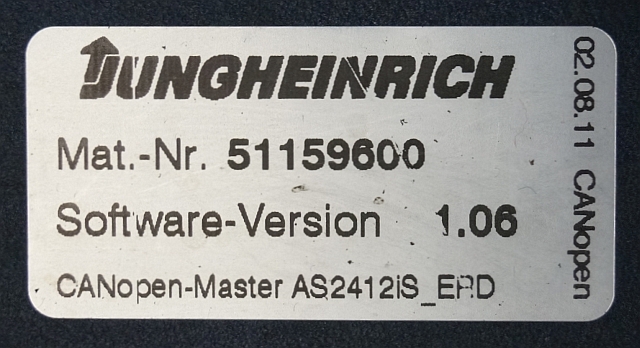 JUNGHEINRICH
Mat.-Nr. 51159600
Software-Version 1.06
CANopen-Master AS2412iS_ERD
02.08.11 CANopen